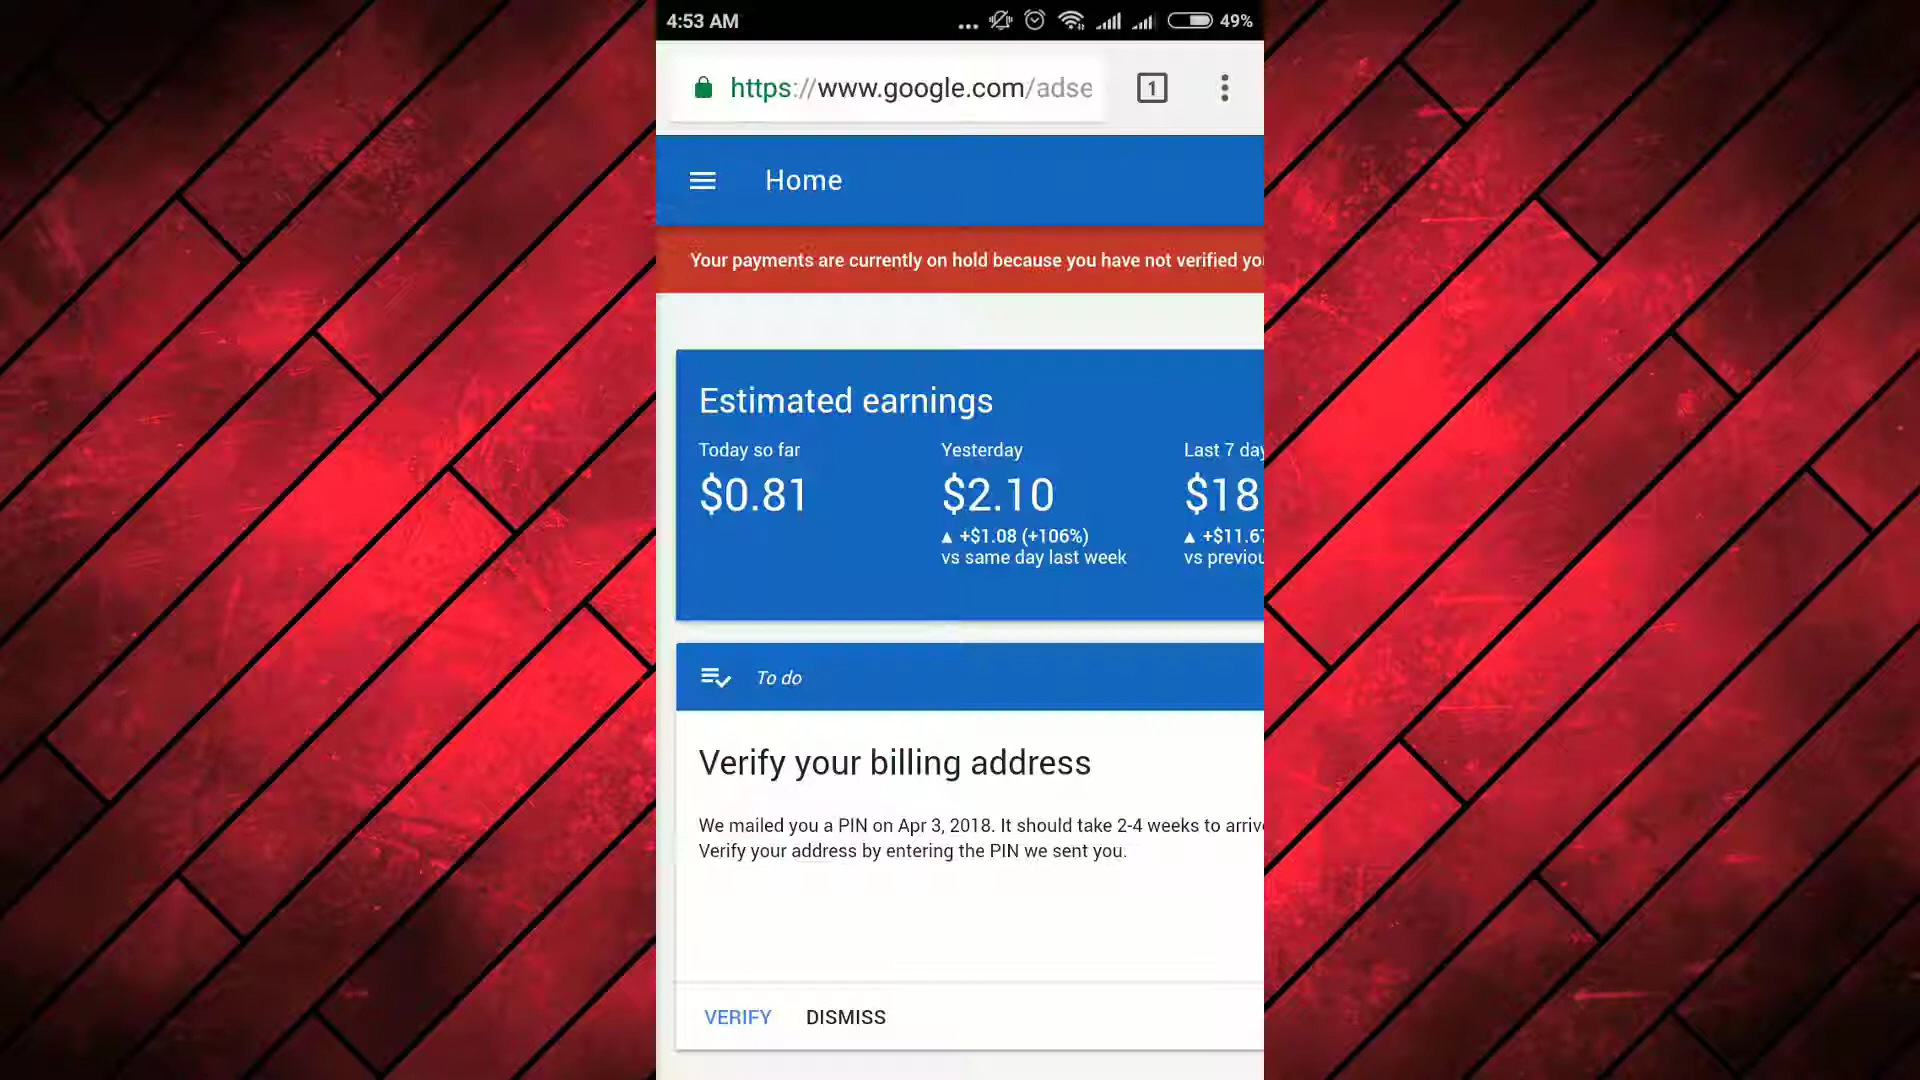 4:53 AM
49%
https://www.google.com/adse
1
Home
Your payments are currently on hold because you have not verified yo
Estimated earnings
Today so far
Yesterday
Last 7 day
$0.81
$2.10
$18
▲ +$1.08 (+106%)
▲ +$11.67
vs same day last week
vs previou
To do
Verify your billing address
We mailed you a PIN on Apr 3, 2018. It should take 2-4 weeks to arrive
Verify your address by entering the PIN we sent you.
VERIFY
DISMISS